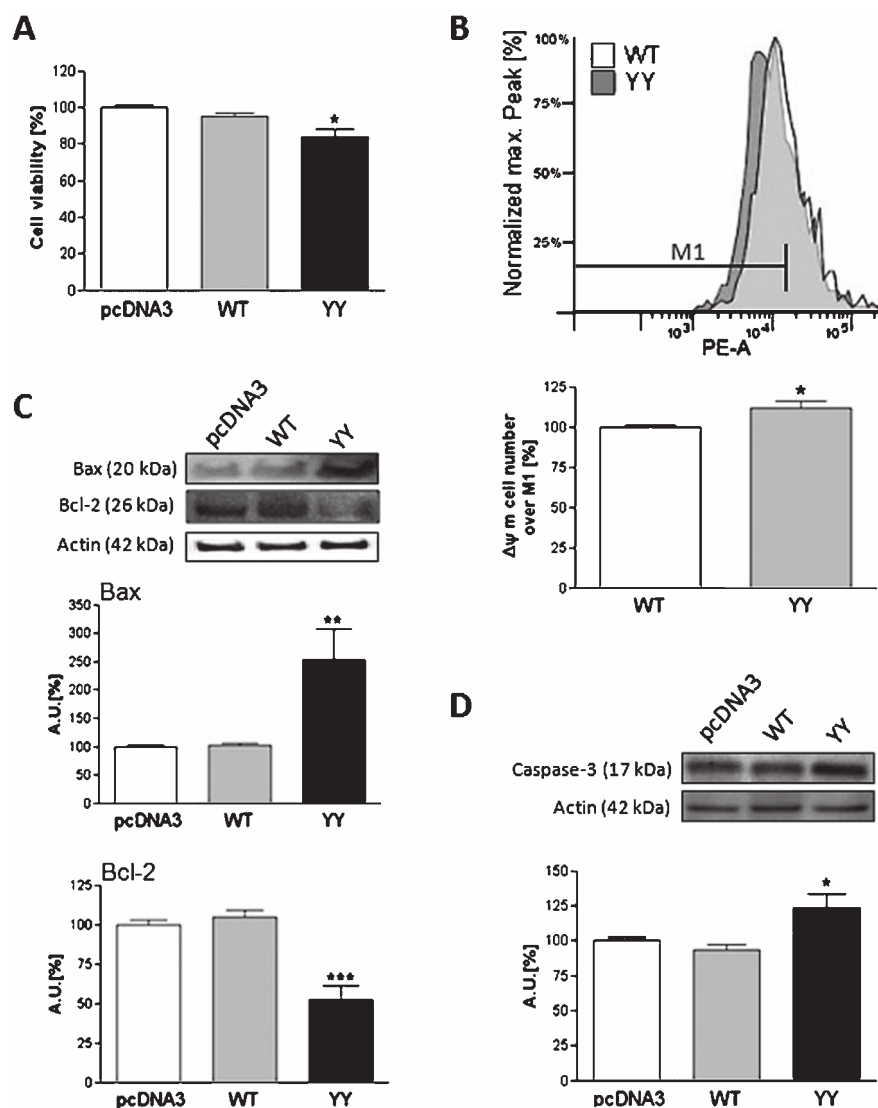 A
Cell viability [%]
120
100
80
60
40
20
0
pcDNA3 WT YY
*
B
Normalized max. Peak [%]
100%
75%
50%
25%
WT
YY
M1
10³ 10⁴ 10⁵
PE-A
Δψ m cell number
over M1 [%]
125
100
75
50
25
0
*
WT YY
C
pcDNA3 WT YY
Bax (20 kDa)
Bcl-2 (26 kDa)
Actin (42 kDa)
Bax
A.U.[%]
350
300
250
200
150
100
50
0
**
pcDNA3 WT YY
Bcl-2
A.U.[%]
125
100
75
50
25
0
***
pcDNA3 WT YY
D
pcDNA3 WT YY
Caspase-3 (17 kDa)
Actin (42 kDa)
A.U.[%]
150
125
100
75
50
25
0
*
pcDNA3 WT YY